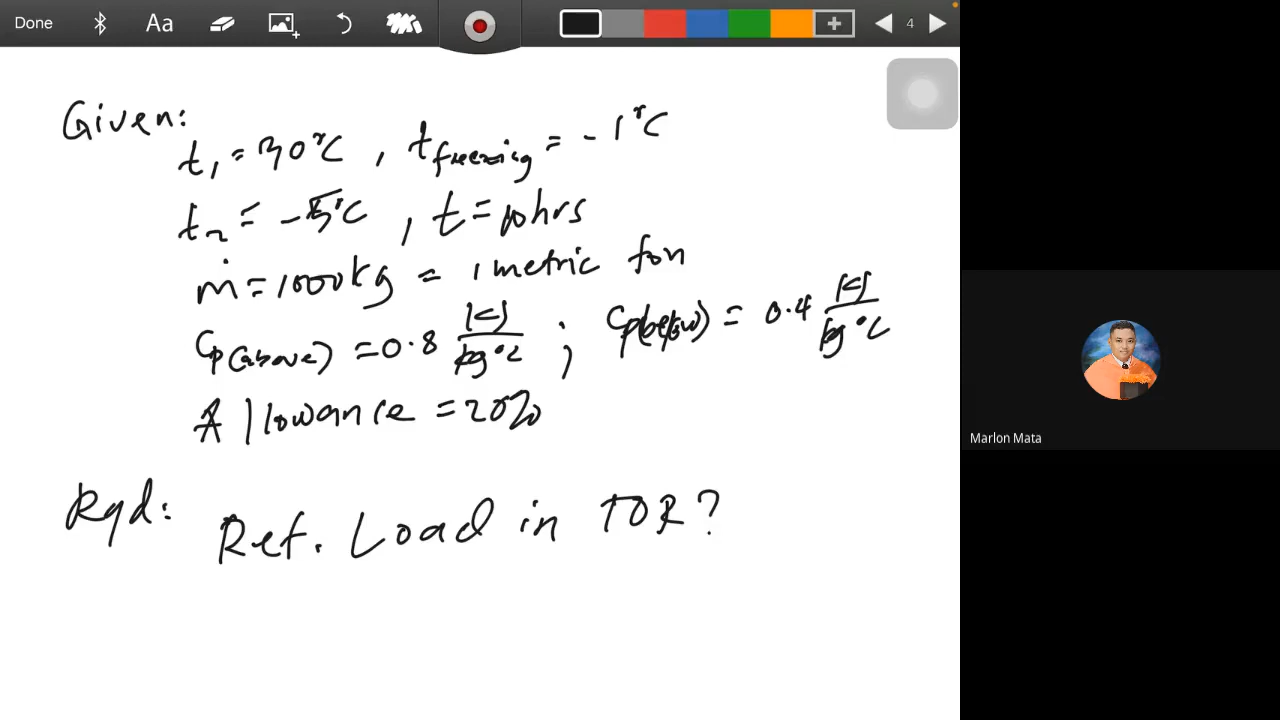 Done Aa 4
Given:
t₁ = 30°C , t freezing = -1°C
t₂ = -5°C , t = 10hrs
ṁ = 1000kg = 1 metric ton
Cp(above) = 0.8 KJ/kg°C ; Cp(below) = 0.4 KJ/kg°C
Allowance = 20%
Rqd:
Ref. Load in TOR?
Marlon Mata